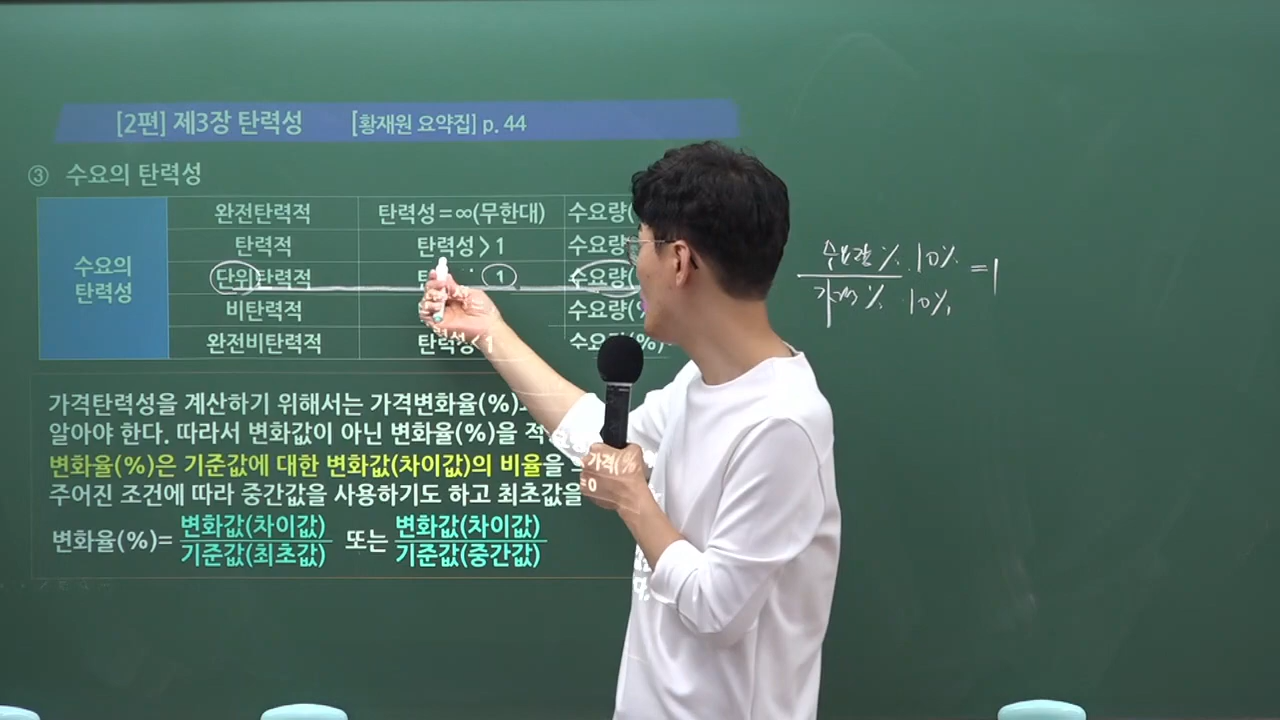 [2편] 제3장 탄력성 [황재원 요약집] p. 44
③ 수요의 탄력성
수요의 탄력성
완전탄력적 탄력성=∞(무한대) 수요량(
탄력적 탄력성>1 수요량
단위탄력적 1 수요량(
비탄력적 수요량(%
완전비탄력적 탄력성<1 수요량(%)
가격탄력성을 계산하기 위해서는 가격변화율(%)
알아야 한다. 따라서 변화값이 아닌 변화율(%)을 적
변화율(%)은 기준값에 대한 변화값(차이값)의 비율을
주어진 조건에 따라 중간값을 사용하기도 하고 최초값을
변화율(%)= 변화값(차이값) 또는 변화값(차이값)
기준값(최초값) 기준값(중간값)
가격(%
=0
수요량% 10%
=1
가격% 10%